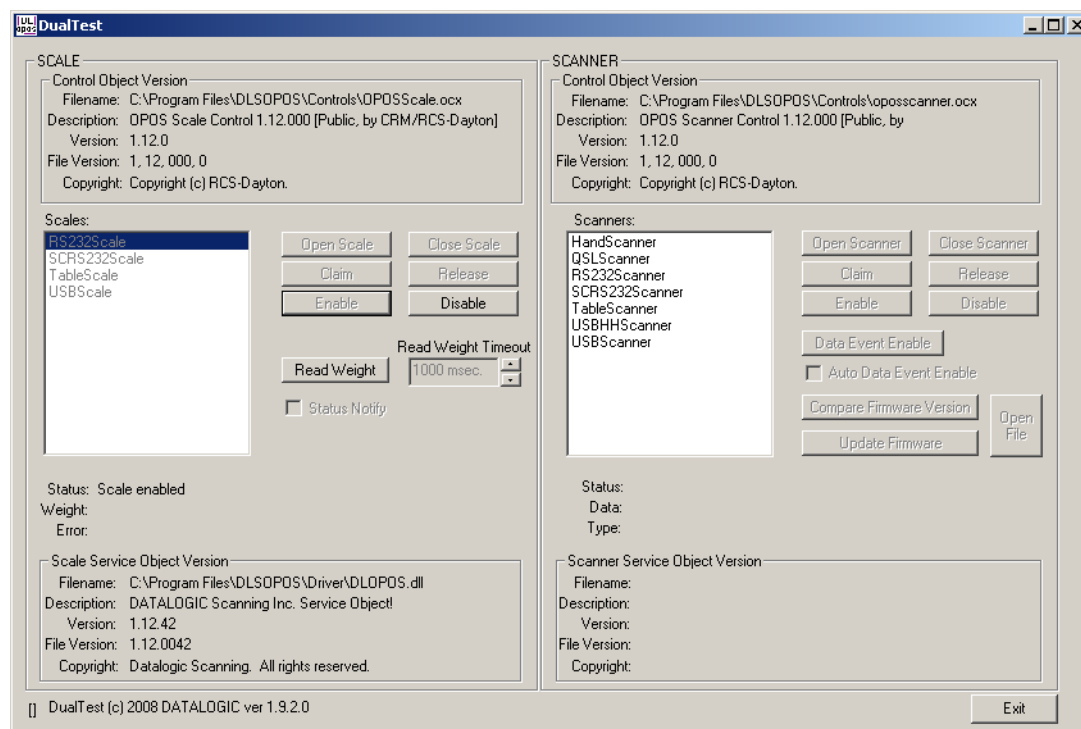 UL
opos
DualTest
SCALE
Control Object Version
Filename: C:\Program Files\DLSOPOS\Controls\OPOSScale.ocx
Description: OPOS Scale Control 1.12.000 [Public, by CRM/RCS-Dayton]
Version: 1.12.0
File Version: 1, 12, 000, 0
Copyright: Copyright (c) RCS-Dayton.
Scales:
RS232Scale
SCRS232Scale
TableScale
USBScale
Open Scale
Close Scale
Claim
Release
Enable
Disable
Read Weight Timeout
Read Weight
1000 msec.
Status Notify
Status: Scale enabled
Weight:
Error:
Scale Service Object Version
Filename: C:\Program Files\DLSOPOS\Driver\DLOPOS.dll
Description: DATALOGIC Scanning Inc. Service Object!
Version: 1.12.42
File Version: 1.12.0042
Copyright: Datalogic Scanning. All rights reserved.
SCANNER
Control Object Version
Filename: C:\Program Files\DLSOPOS\Controls\oposscanner.ocx
Description: OPOS Scanner Control 1.12.000 [Public, by
Version: 1.12.0
File Version: 1, 12, 000, 0
Copyright: Copyright (c) RCS-Dayton.
Scanners:
HandScanner
QSLScanner
RS232Scanner
SCRS232Scanner
TableScanner
USBHHScanner
USBScanner
Open Scanner
Close Scanner
Claim
Release
Enable
Disable
Data Event Enable
Auto Data Event Enable
Compare Firmware Version
Update Firmware
Open
File
Status:
Data:
Type:
Scanner Service Object Version
Filename:
Description:
Version:
File Version:
Copyright:
[] DualTest (c) 2008 DATALOGIC ver 1.9.2.0
Exit